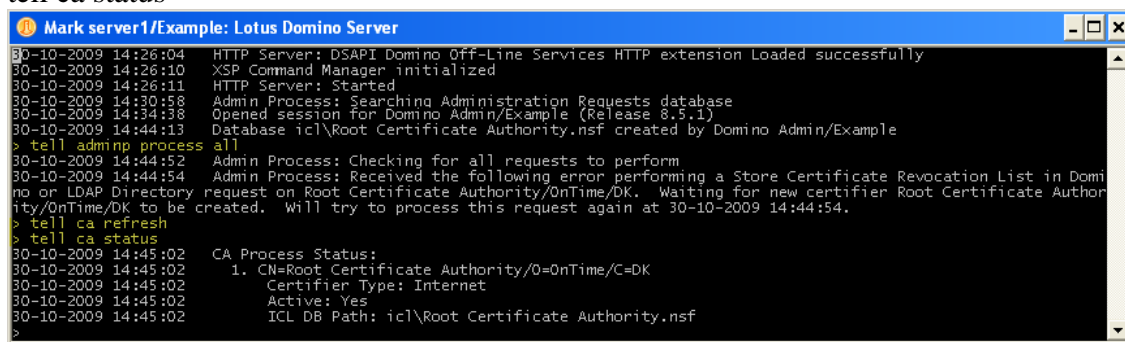 tell ca status
Mark server1/Example: Lotus Domino Server
30-10-2009 14:26:04 HTTP Server: DSAPI Domino Off-Line Services HTTP extension Loaded successfully
30-10-2009 14:26:10 XSP Command Manager initialized
30-10-2009 14:26:11 HTTP Server: Started
30-10-2009 14:30:58 Admin Process: Searching Administration Requests database
30-10-2009 14:34:38 Opened session for Domino Admin/Example (Release 8.5.1)
30-10-2009 14:44:13 Database icl\Root Certificate Authority.nsf created by Domino Admin/Example
> tell adminp process all
30-10-2009 14:44:52 Admin Process: Checking for all requests to perform
30-10-2009 14:44:54 Admin Process: Received the following error performing a Store Certificate Revocation List in Domi
no or LDAP Directory request on Root Certificate Authority/OnTime/DK. Waiting for new certifier Root Certificate Author
ity/OnTime/DK to be created. Will try to process this request again at 30-10-2009 14:44:54.
> tell ca refresh
> tell ca status
30-10-2009 14:45:02 CA Process Status:
30-10-2009 14:45:02 1. CN=Root Certificate Authority/O=OnTime/C=DK
30-10-2009 14:45:02 Certifier Type: Internet
30-10-2009 14:45:02 Active: Yes
30-10-2009 14:45:02 ICL DB Path: icl\Root Certificate Authority.nsf
>